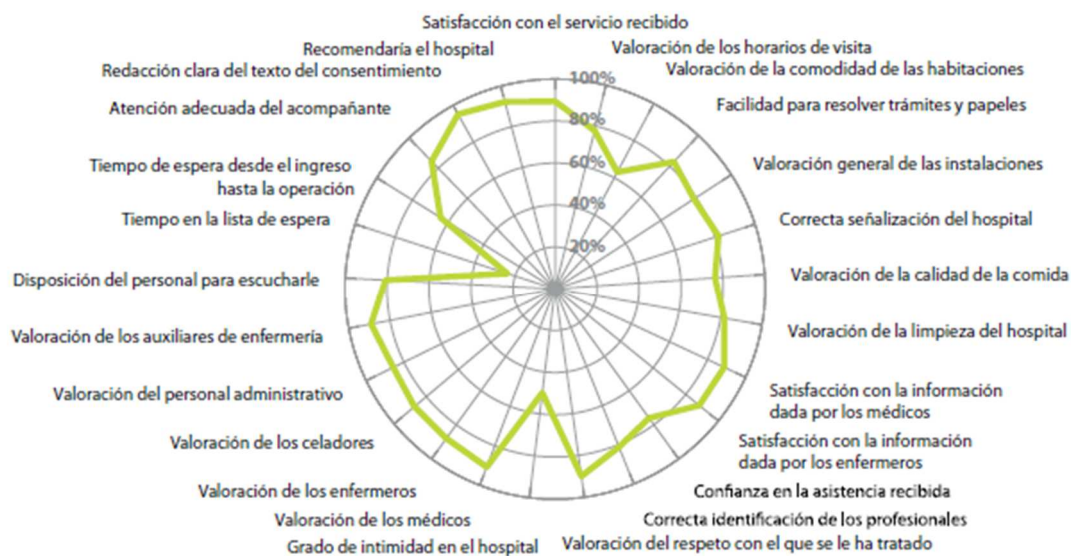 Satisfacción con el servicio recibido
Recomendaría el hospital
Valoración de los horarios de visita
Redacción clara del texto del consentimiento
Valoración de la comodidad de las habitaciones
100%
Atención adecuada del acompañante
Facilidad para resolver trámites y papeles
80%
Tiempo de espera desde el ingreso
hasta la operación
Valoración general de las instalaciones
60%
Tiempo en la lista de espera
Correcta señalización del hospital
40%
20%
Disposición del personal para escucharle
Valoración de la calidad de la comida
Valoración de los auxiliares de enfermería
Valoración de la limpieza del hospital
Valoración del personal administrativo
Satisfacción con la información
dada por los médicos
Valoración de los celadores
Satisfacción con la información
dada por los enfermeros
Valoración de los enfermeros
Confianza en la asistencia recibida
Valoración de los médicos
Correcta identificación de los profesionales
Grado de intimidad en el hospital
Valoración del respeto con el que se le ha tratado